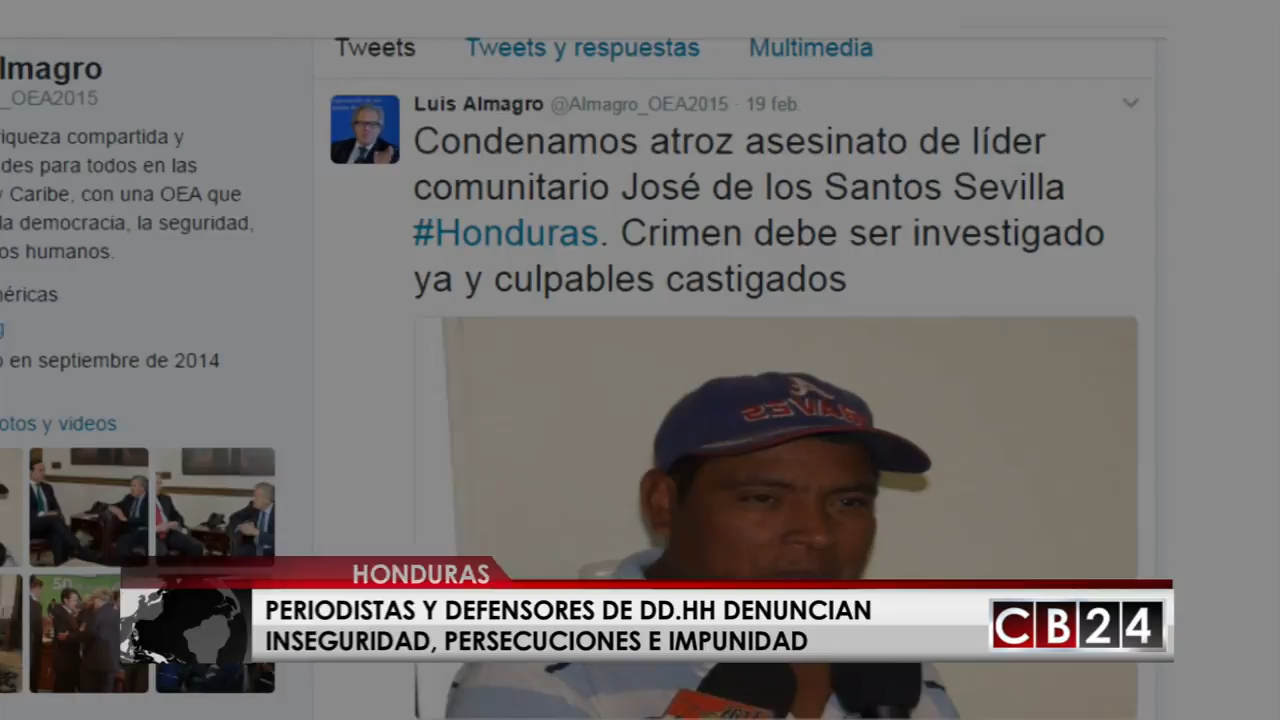 Tweets Tweets y respuestas Multimedia
lmagro
_OEA2015
riqueza compartida y
des para todos en las
y Caribe, con una OEA que
la democracia, la seguridad,
os humanos.
éricas
g
o en septiembre de 2014
otos y videos
Luis Almagro @Almagro_OEA2015 · 19 feb.
Condenamos atroz asesinato de líder
comunitario José de los Santos Sevilla
#Honduras. Crimen debe ser investigado
ya y culpables castigados
50
HONDURAS
PERIODISTAS Y DEFENSORES DE DD.HH DENUNCIAN
INSEGURIDAD, PERSECUCIONES E IMPUNIDAD
CB24